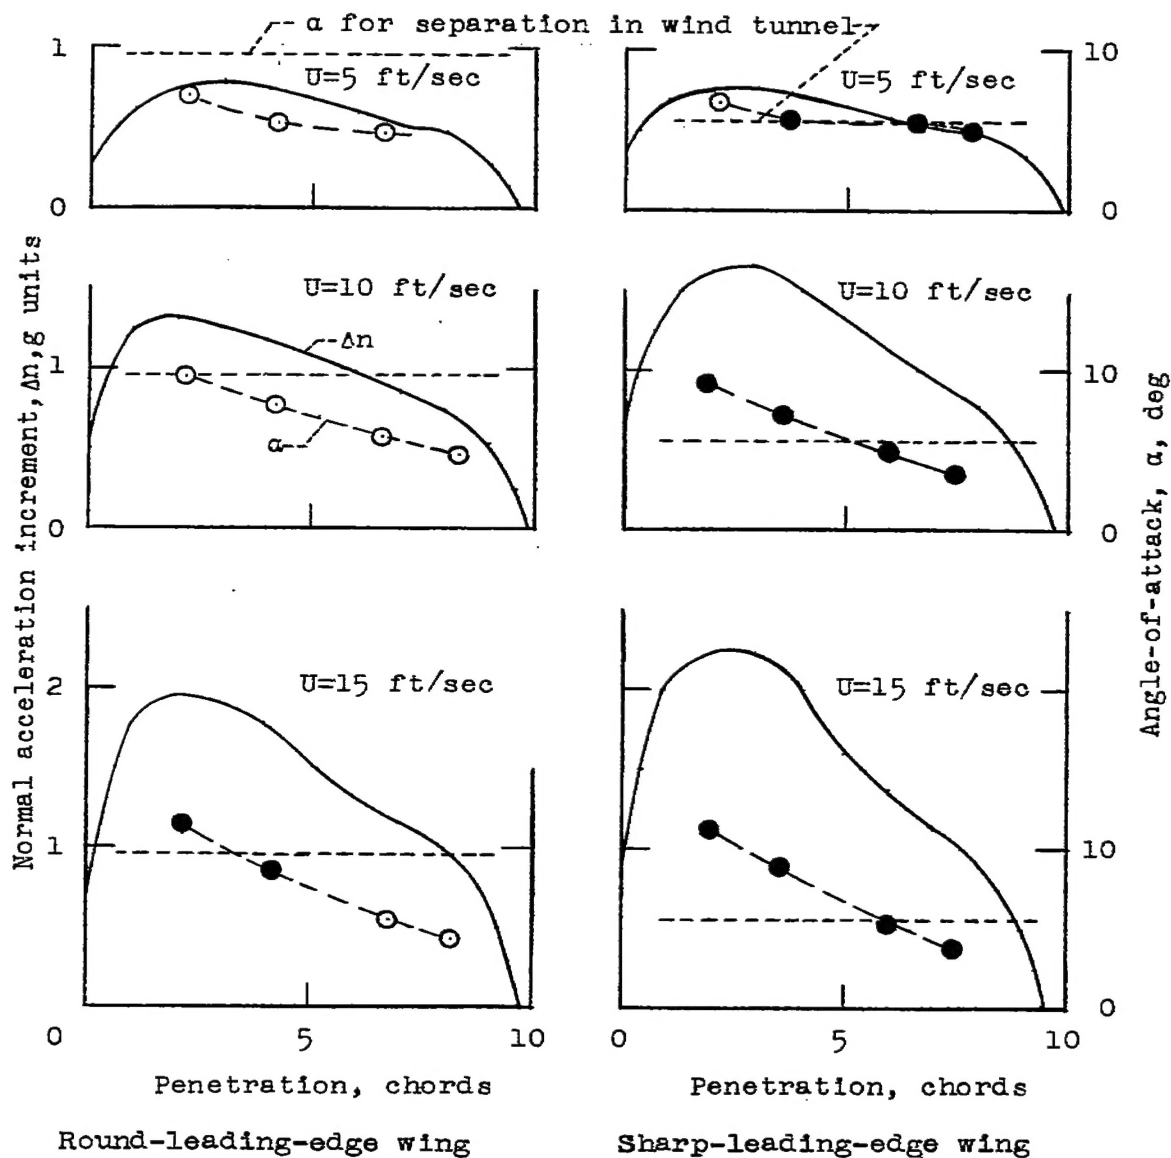 α for separation in wind tunnel
1
U=5 ft/sec
0
U=5 ft/sec
10
0
U=10 ft/sec
Δn
1
α
0
U=10 ft/sec
10
0
2
U=15 ft/sec
1
0
5
10
U=15 ft/sec
10
0
0
5
10
Normal acceleration increment, Δn, g units
Angle-of-attack, α, deg
Penetration, chords
Penetration, chords
Round-leading-edge wing
Sharp-leading-edge wing